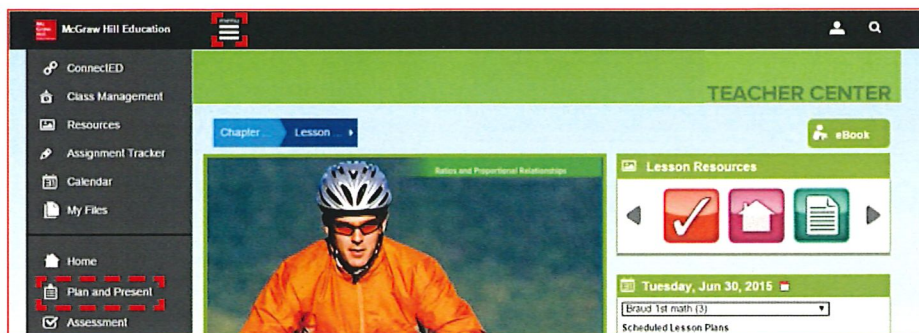 McGraw Hill Education
menu
ConnectED
Class Management
Resources
Assignment Tracker
Calendar
My Files
Home
Plan and Present
Assessment
TEACHER CENTER
Chapter ... Lesson ...
eBook
Ratios and Proportional Relationships
Lesson Resources
Tuesday, Jun 30, 2015
Braud 1st math (3)
Scheduled Lesson Plans